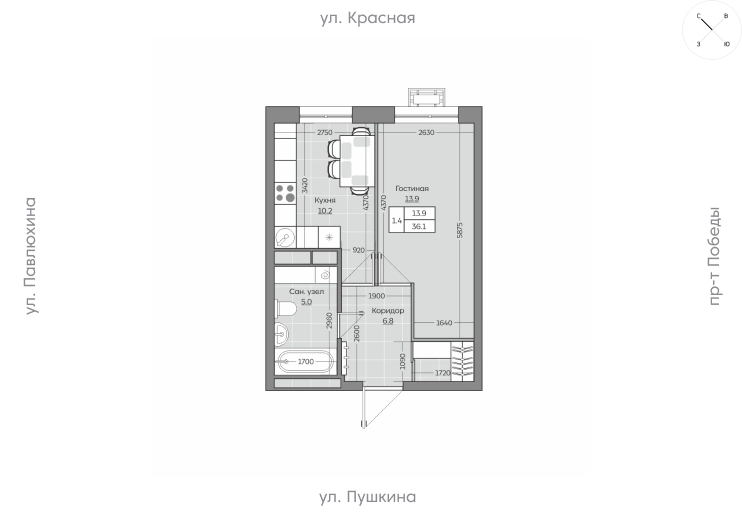 ул. Красная
С
В
З
Ю
ул. Павлюхина
пр-т Победы
2750
2630
3420
Кухня
10.2
4370
4370
Гостиная
13.9
1.4
13.9
36.1
5875
920
Сан. узел
5.0
2980
1700
1900
Коридор
6.8
2600
1090
1640
1720
ул. Пушкина